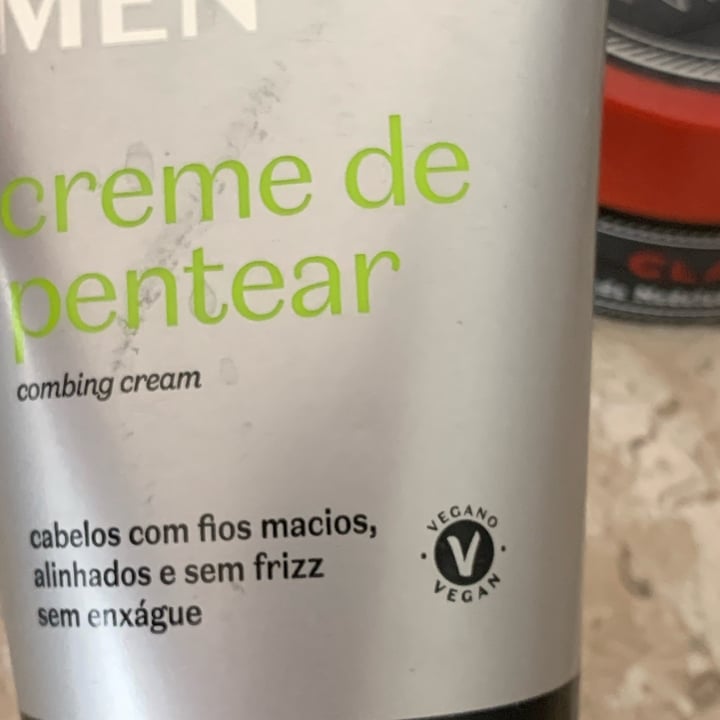 MEN
creme de
pentear
combing cream
cabelos com fios macios,
alinhados e sem frizz
sem enxágue
VEGANO
V
VEGAN